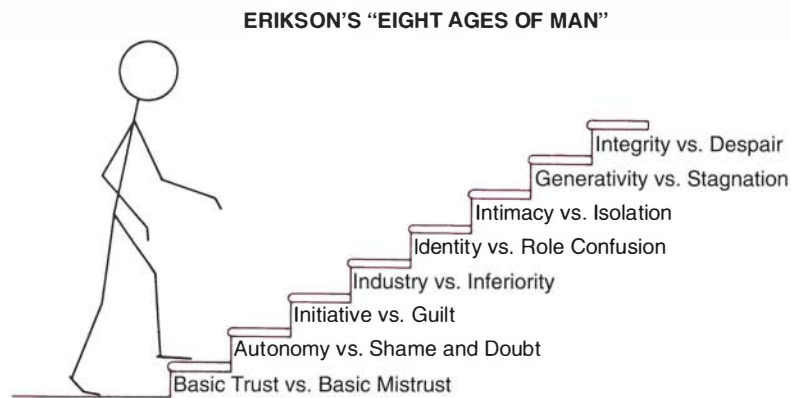 ERIKSON’S “EIGHT AGES OF MAN”
Integrity vs. Despair
Generativity vs. Stagnation
Intimacy vs. Isolation
Identity vs. Role Confusion
Industry vs. Inferiority
Initiative vs. Guilt
Autonomy vs. Shame and Doubt
Basic Trust vs. Basic Mistrust